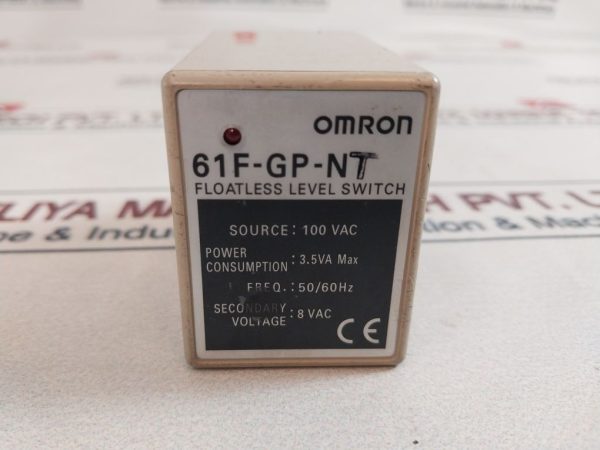 OMRON
61F-GP-NT
FLOATLESS LEVEL SWITCH
SOURCE: 100 VAC
POWER CONSUMPTION : 3.5VA Max
FREQ. : 50/60Hz
SECONDARY VOLTAGE : 8 VAC
CE